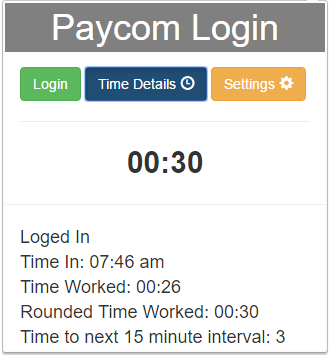 Paycom Login
Login Time Details Settings
00:30
Loged In
Time In: 07:46 am
Time Worked: 00:26
Rounded Time Worked: 00:30
Time to next 15 minute interval: 3